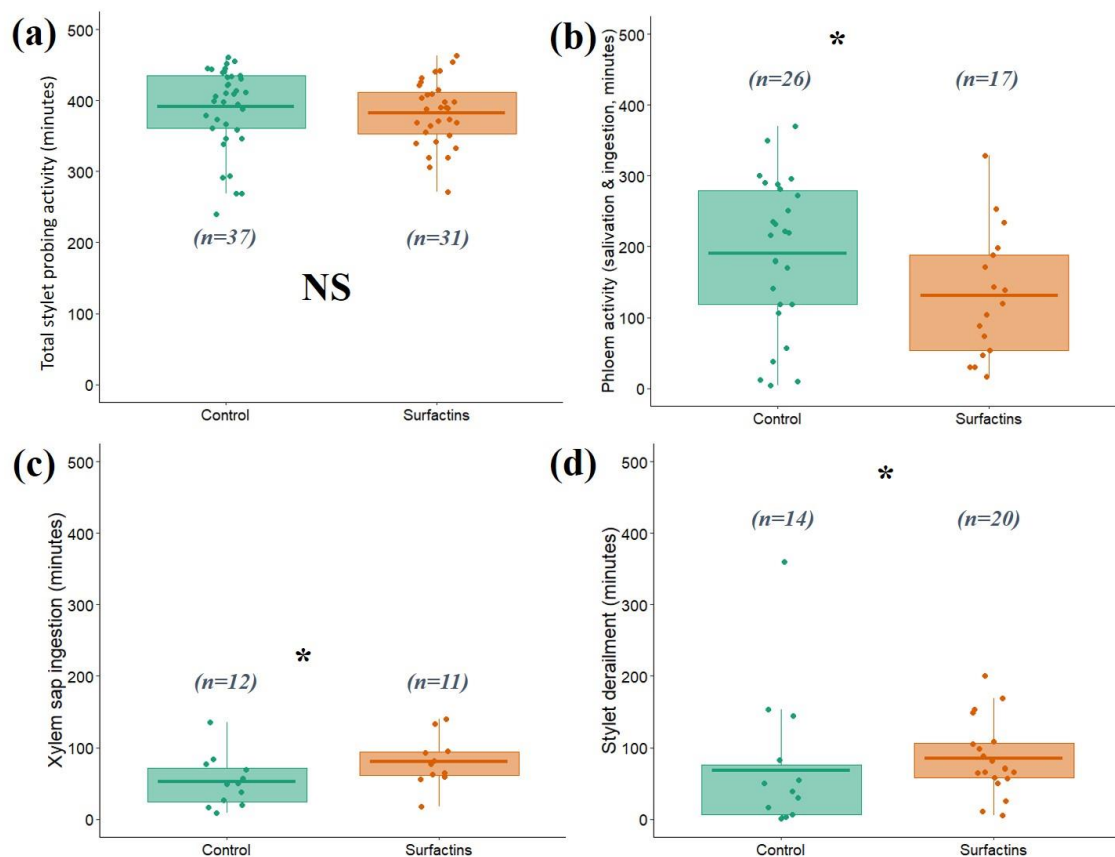 (a)
Total stylet probing activity (minutes)
500
400
300
200
100
0
(n=37)
(n=31)
NS
Control
Surfactins
(b)
Phloem activity (salivation & ingestion, minutes)
500
400
300
200
100
0
*
(n=26)
(n=17)
Control
Surfactins
(c)
Xylem sap ingestion (minutes)
500
400
300
200
100
0
*
(n=12)
(n=11)
Control
Surfactins
(d)
Stylet derailment (minutes)
500
400
300
200
100
0
*
(n=14)
(n=20)
Control
Surfactins